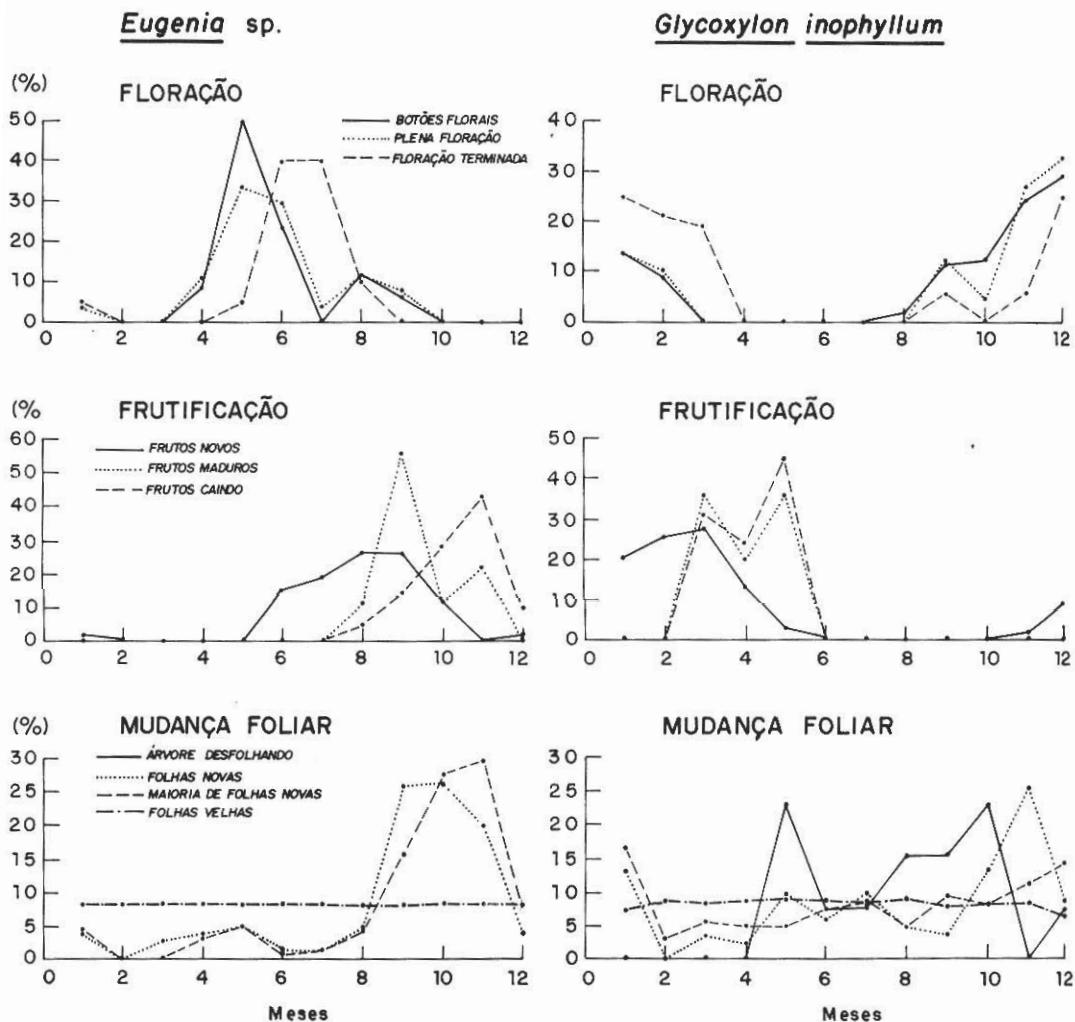 Eugenia sp.
Glycoxylon inophyllum
(%)
FLORAÇÃO
50
40
30
20
10
0
BOTÕES FLORAIS
PLENA FLORAÇÃO
FLORAÇÃO TERMINADA
0 2 4 6 8 10 12
FLORAÇÃO
40
30
20
10
0
0 2 4 6 8 10 12
(%
FRUTIFICAÇÃO
60
50
40
30
20
10
0
FRUTOS NOVOS
FRUTOS MADUROS
FRUTOS CAINDO
0 2 4 6 8 10 12
FRUTIFICAÇÃO
50
40
30
20
10
0
0 2 4 6 8 10 12
(%)
MUDANÇA FOLIAR
30
25
20
15
10
5
0
ÁRVORE DESFOLHANDO
FOLHAS NOVAS
MAIORIA DE FOLHAS NOVAS
FOLHAS VELHAS
0 2 4 6 8 10 12
Meses
MUDANÇA FOLIAR
30
25
20
15
10
5
0
0 2 4 6 8 10 12
Meses